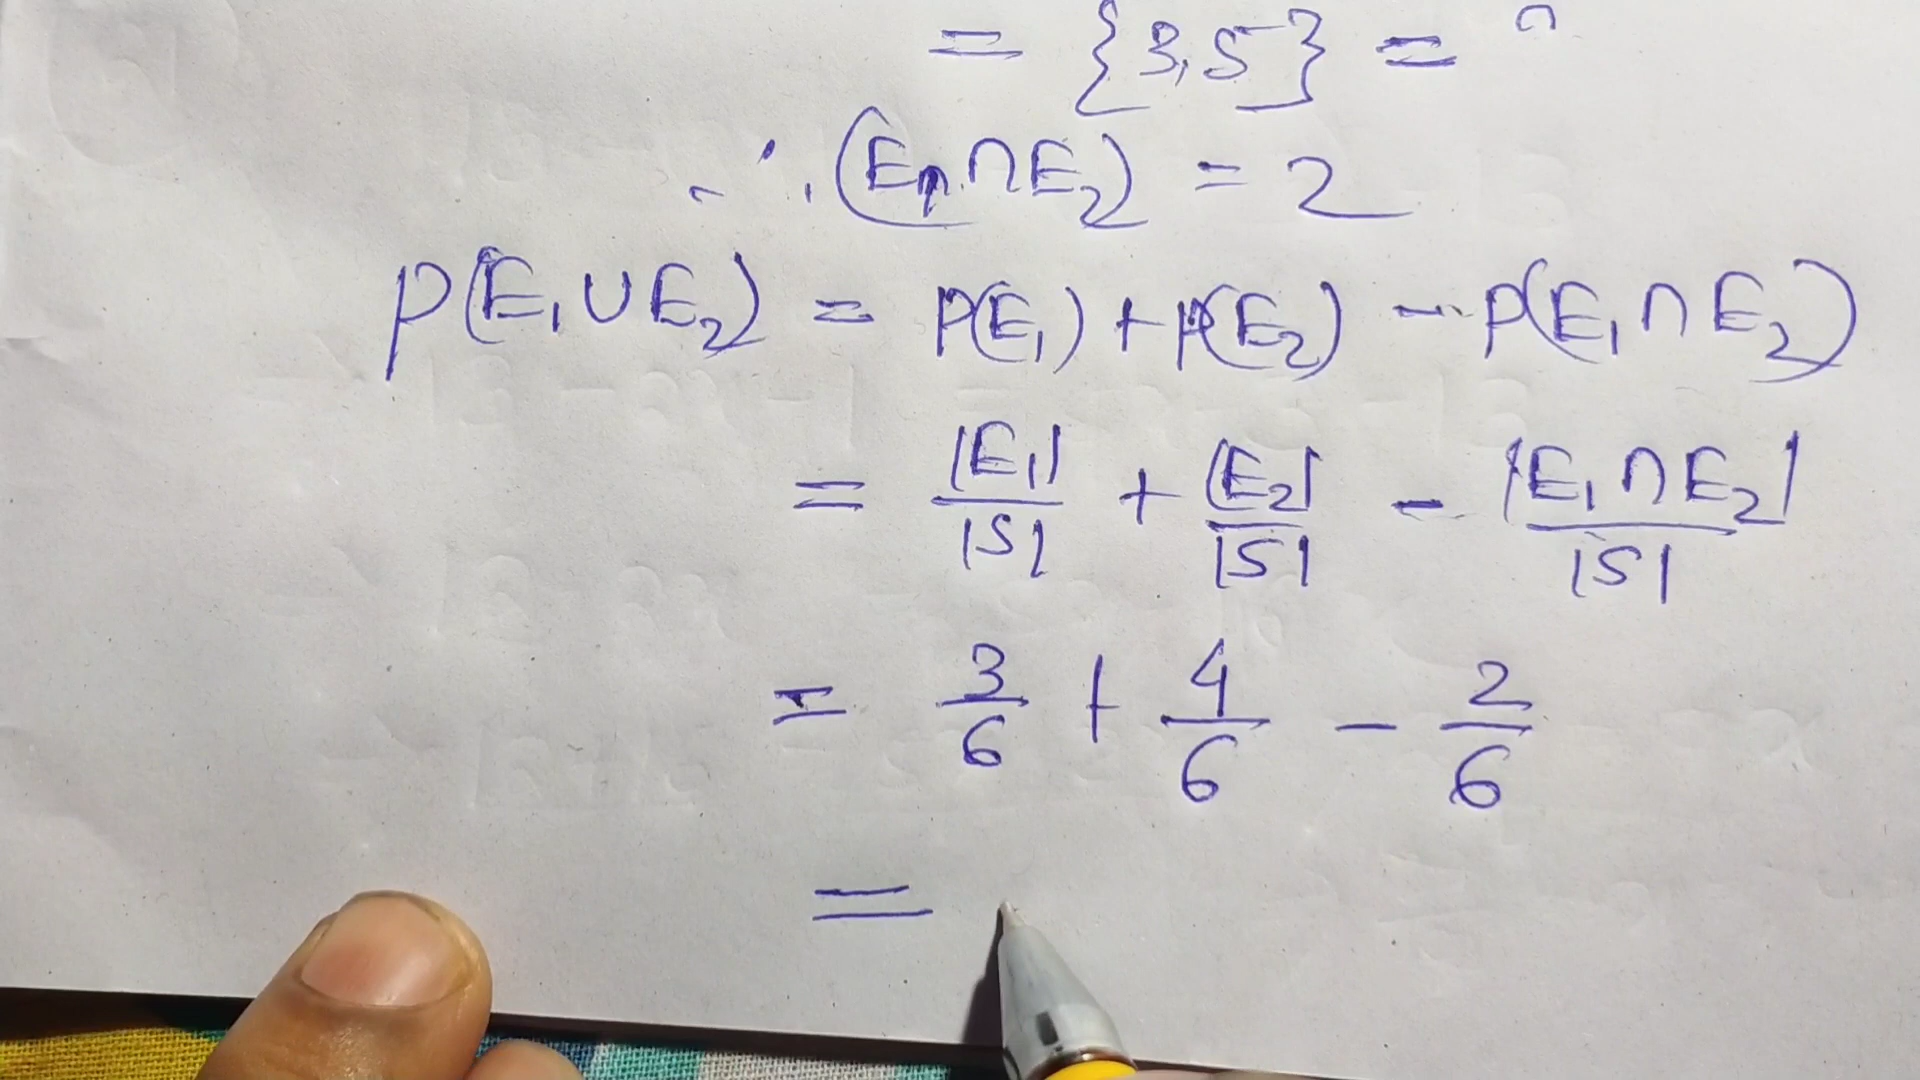 = {3,5} =
∴ (E₁∩E₂) = 2
P(E₁∪E₂) = P(E₁) + P(E₂) - P(E₁∩E₂)
= |E₁|/|S| + |E₂|/|S| - |E₁∩E₂|/|S|
= 3/6 + 4/6 - 2/6
=